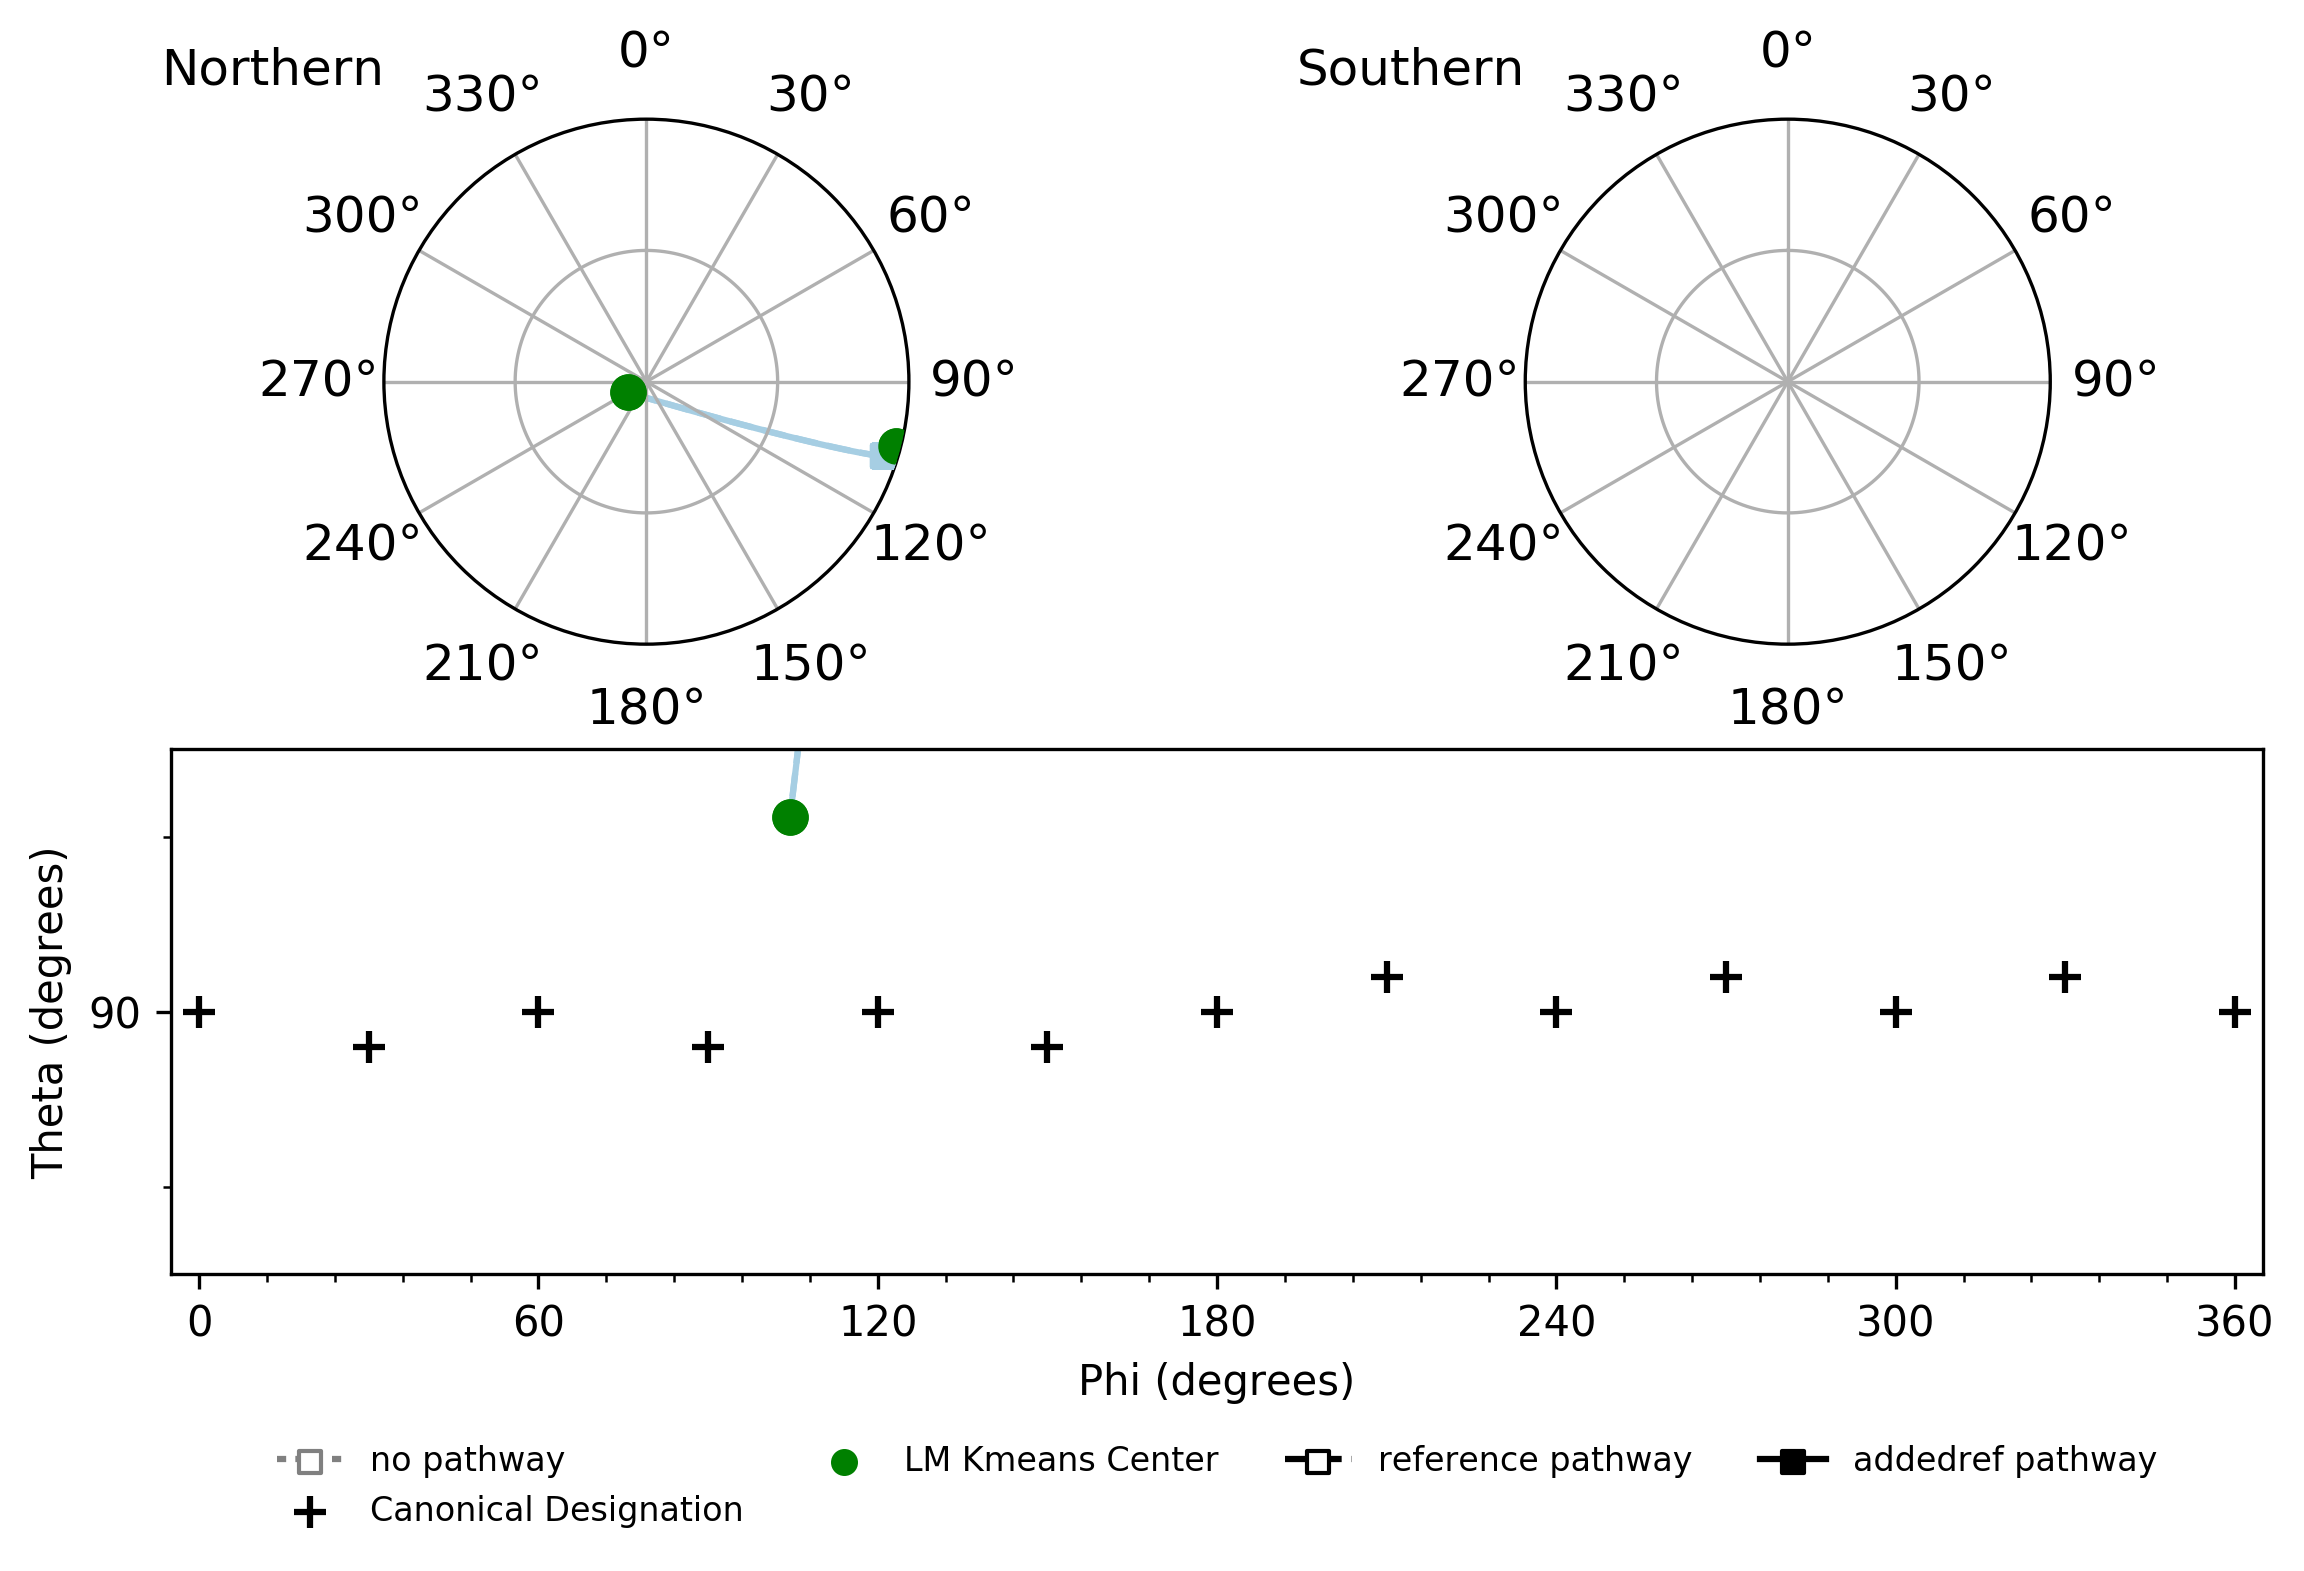 Northern
0°
30°
60°
90°
120°
150°
180°
210°
240°
270°
300°
330°
Southern
0°
30°
60°
90°
120°
150°
180°
210°
240°
270°
300°
330°
Theta (degrees)
90
0 60 120 180 240 300 360
Phi (degrees)
no pathway
Canonical Designation
LM Kmeans Center
reference pathway
addedref pathway